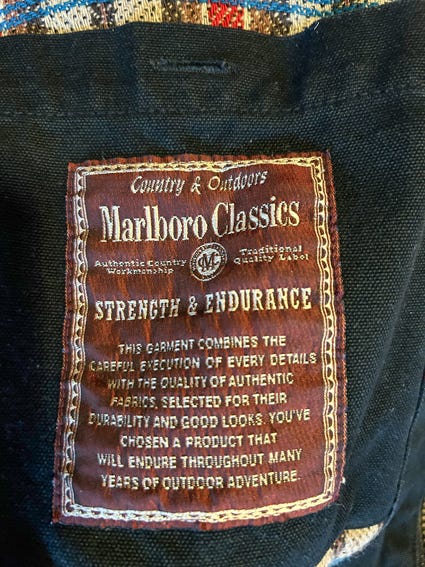 Country & Outdoors
Marlboro Classics
Authentic Country Workmanship
MC
Traditional Quality Label
STRENGTH & ENDURANCE
THIS GARMENT COMBINES THE
CAREFUL EXECUTION OF EVERY DETAILS
WITH THE QUALITY OF AUTHENTIC
FABRICS, SELECTED FOR THEIR
DURABILITY AND GOOD LOOKS. YOU'VE
CHOSEN A PRODUCT THAT
WILL ENDURE THROUGHOUT MANY
YEARS OF OUTDOOR ADVENTURE.